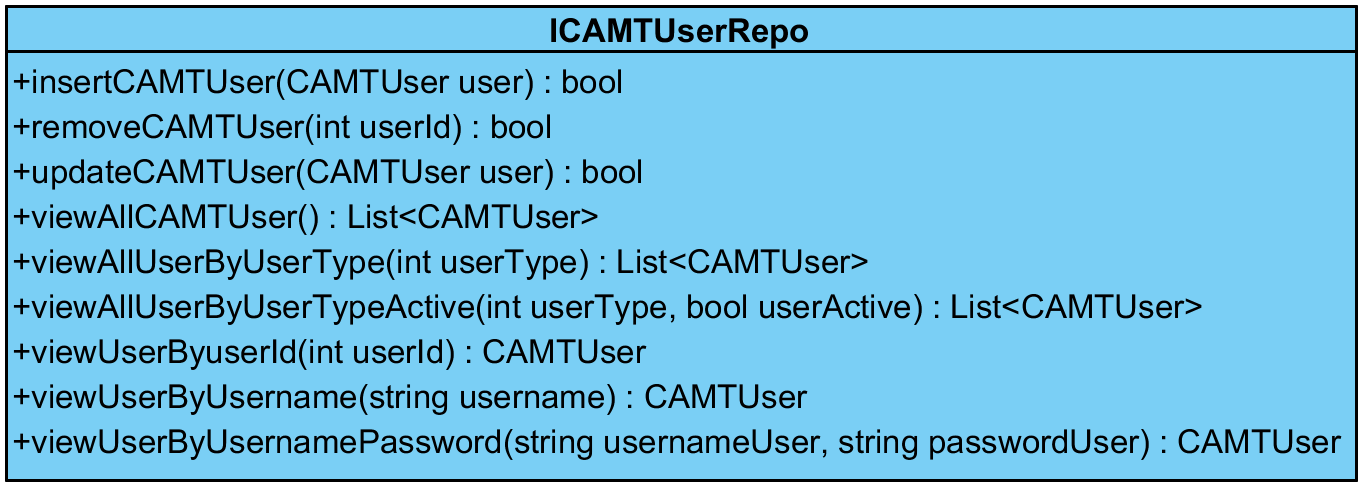 ICAMTUserRepo
+insertCAMTUser(CAMTUser user) : bool
+removeCAMTUser(int userId) : bool
+updateCAMTUser(CAMTUser user) : bool
+viewAllCAMTUser() : List<CAMTUser>
+viewAllUserByUserType(int userType) : List<CAMTUser>
+viewAllUserByUserTypeActive(int userType, bool userActive) : List<CAMTUser>
+viewUserByuserId(int userId) : CAMTUser
+viewUserByUsername(string username) : CAMTUser
+viewUserByUsernamePassword(string usernameUser, string passwordUser) : CAMTUser